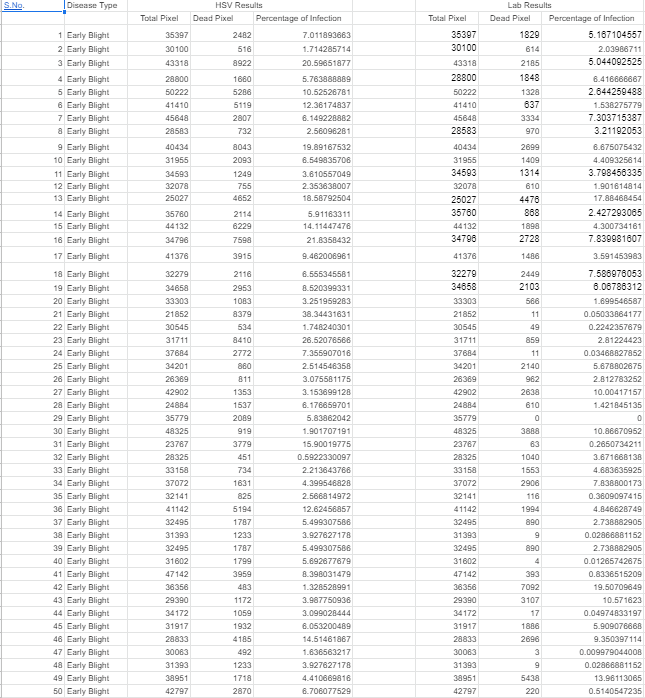 S.No. Disease Type HSV Results Lab Results
Total Pixel Dead Pixel Percentage of Infection Total Pixel Dead Pixel Percentage of Infection
1 Early Blight 35397 2482 7.011893663 35397 1829 5.167104557
2 Early Blight 30100 516 1.714285714 30100 614 2.03986711
3 Early Blight 43318 8922 20.59651877 43318 2185 5.044092525
4 Early Blight 28800 1660 5.763888889 28800 1848 6.416666667
5 Early Blight 50222 5286 10.52526781 50222 1328 2.644259488
6 Early Blight 41410 5119 12.36174837 41410 637 1.538275779
7 Early Blight 45648 2807 6.149228882 45648 3334 7.303715387
8 Early Blight 28583 732 2.56096281 28583 970 3.21192053
9 Early Blight 40434 8043 19.89167532 40434 2699 6.675075432
10 Early Blight 31955 2093 6.549835706 31955 1409 4.409325614
11 Early Blight 34593 1249 3.610557049 34593 1314 3.798456335
12 Early Blight 32078 755 2.353638007 32078 610 1.901614814
13 Early Blight 25027 4652 18.58792504 25027 4476 17.88468454
14 Early Blight 35760 2114 5.91163311 35760 868 2.427293065
15 Early Blight 44132 6229 14.11447476 44132 1898 4.300734161
16 Early Blight 34796 7598 21.8358432 34796 2728 7.839981607
17 Early Blight 41376 3915 9.462006961 41376 1486 3.591453983
18 Early Blight 32279 2116 6.555345581 32279 2449 7.586976053
19 Early Blight 34658 2953 8.520399331 34658 2103 6.06786312
20 Early Blight 33303 1083 3.251959283 33303 566 1.699546587
21 Early Blight 21852 8379 38.34431631 21852 11 0.05033864177
22 Early Blight 30545 534 1.748240301 30545 49 0.2242357679
23 Early Blight 31711 8410 26.52076566 31711 859 2.81224423
24 Early Blight 37684 2772 7.355907016 37684 11 0.03468827852
25 Early Blight 34201 860 2.514546358 34201 2140 5.678802675
26 Early Blight 26369 811 3.075581175 26369 962 2.812783252
27 Early Blight 42902 1353 3.153699128 42902 2638 10.00417157
28 Early Blight 24884 1537 6.176659701 24884 610 1.421845135
29 Early Blight 35779 2089 5.83862042 35779 0 0
30 Early Blight 48325 919 1.901707191 48325 3888 10.86670952
31 Early Blight 23767 3779 15.90019775 23767 63 0.2650734211
32 Early Blight 28325 451 0.5922330097 28325 1040 3.671668138
33 Early Blight 33158 734 2.213643766 33158 1553 4.683635925
34 Early Blight 37072 1631 4.399546828 37072 2906 7.838800173
35 Early Blight 32141 825 2.566814972 32141 116 0.3609097415
36 Early Blight 41142 5194 12.62456857 41142 1994 4.846628749
37 Early Blight 32495 1787 5.499307586 32495 890 2.738882905
38 Early Blight 31393 1233 3.927627178 31393 9 0.02866881152
39 Early Blight 32495 1787 5.499307586 32495 890 2.738882905
40 Early Blight 31602 1799 5.692677679 31602 4 0.01265742675
41 Early Blight 47142 3959 8.398031479 47142 393 0.8336515209
42 Early Blight 36356 483 1.328528991 36356 7092 19.50709649
43 Early Blight 29390 1172 3.987750936 29390 3107 10.571623
44 Early Blight 34172 1059 3.099028444 34172 17 0.04974833197
45 Early Blight 31917 1932 6.053200489 31917 1886 5.909076668
46 Early Blight 28833 4185 14.51461867 28833 2696 9.350397114
47 Early Blight 30063 492 1.636563217 30063 3 0.009979044008
48 Early Blight 31393 1233 3.927627178 31393 9 0.02866881152
49 Early Blight 38951 1718 4.410669816 38951 5438 13.96113065
50 Early Blight 42797 2870 6.706077529 42797 220 0.5140547235